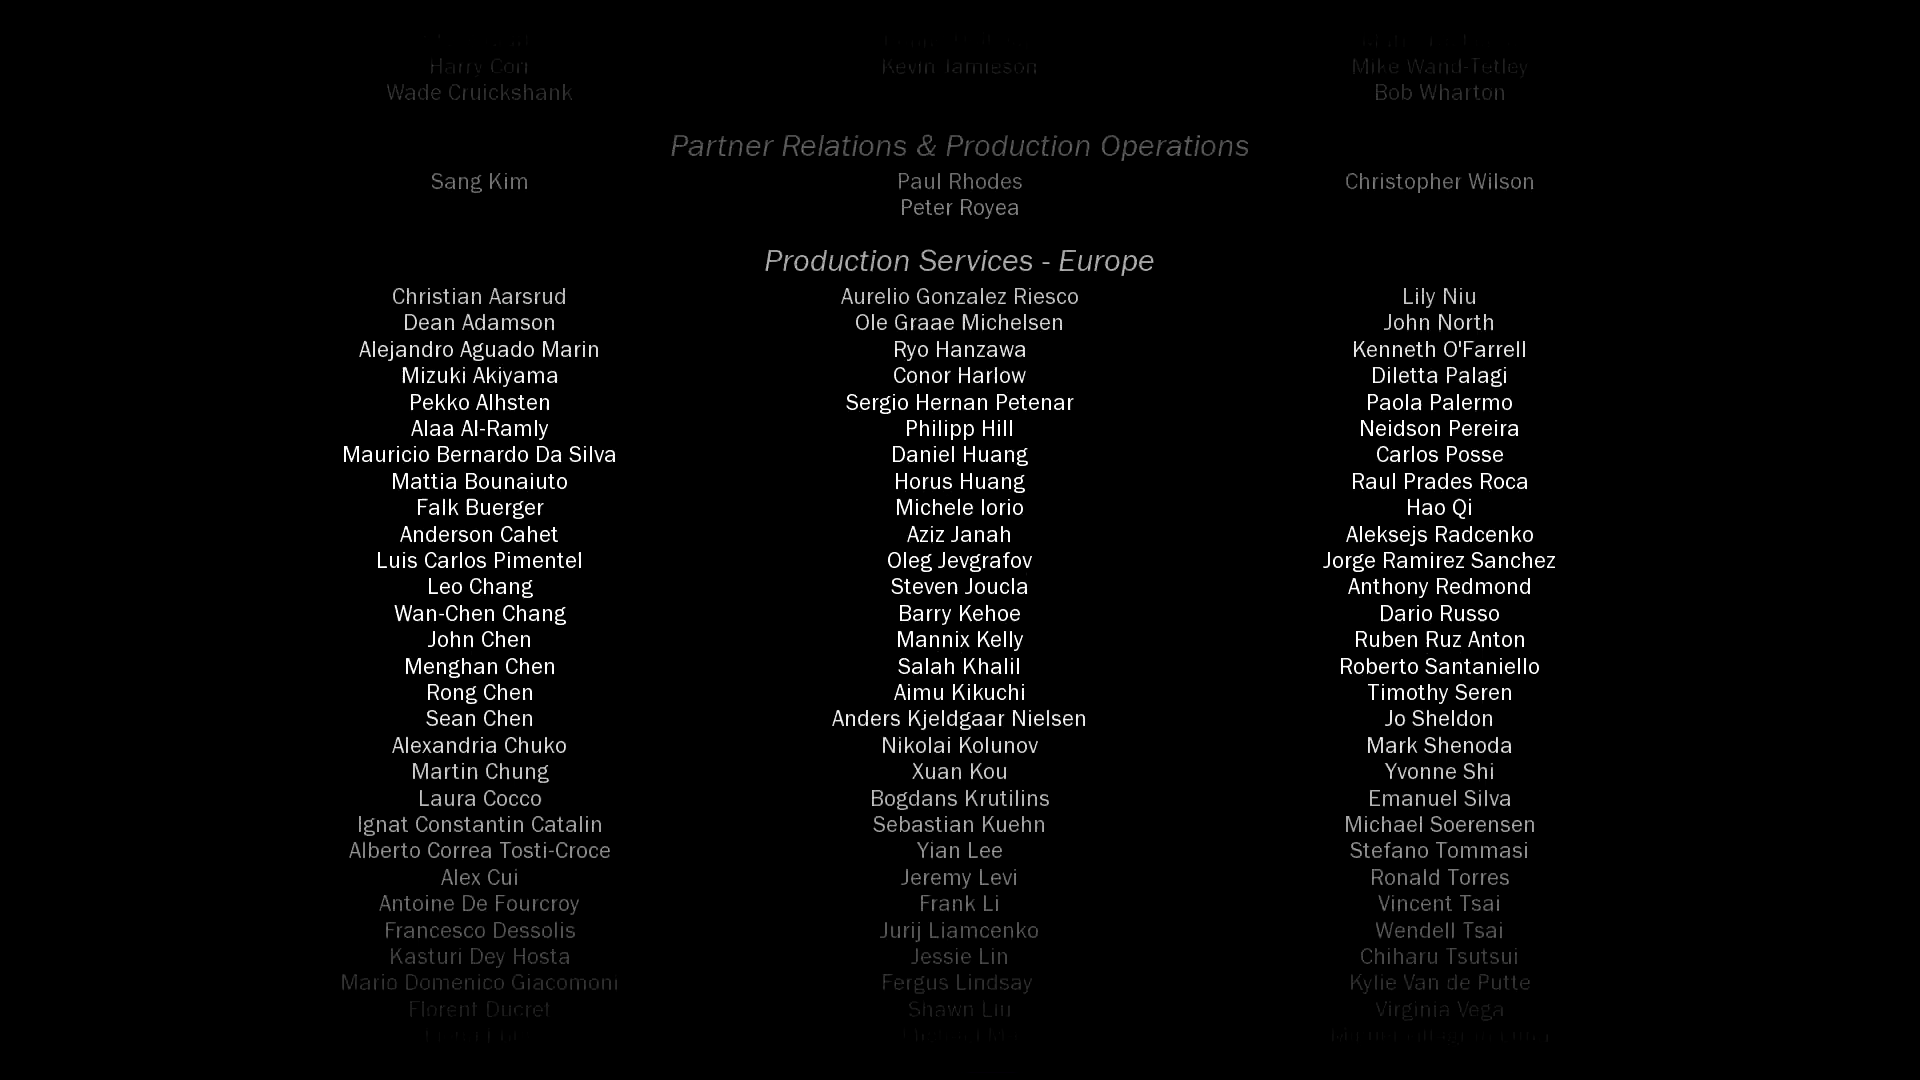 Harry Cori
Kevin Jamieson
Mike Wand-Tetley
Wade Cruickshank
Bob Wharton
Partner Relations & Production Operations
Sang Kim
Paul Rhodes
Christopher Wilson
Peter Royea
Production Services - Europe
Christian Aarsrud
Aurelio Gonzalez Riesco
Lily Niu
Dean Adamson
Ole Graae Michelsen
John North
Alejandro Aguado Marin
Ryo Hanzawa
Kenneth O'Farrell
Mizuki Akiyama
Conor Harlow
Diletta Palagi
Pekko Alhsten
Sergio Hernan Petenar
Paola Palermo
Alaa Al-Ramly
Philipp Hill
Neidson Pereira
Mauricio Bernardo Da Silva
Daniel Huang
Carlos Posse
Mattia Bounaiuto
Horus Huang
Raul Prades Roca
Falk Buerger
Michele Iorio
Hao Qi
Anderson Cahet
Aziz Janah
Aleksejs Radcenko
Luis Carlos Pimentel
Oleg Jevgrafov
Jorge Ramirez Sanchez
Leo Chang
Steven Joucla
Anthony Redmond
Wan-Chen Chang
Barry Kehoe
Dario Russo
John Chen
Mannix Kelly
Ruben Ruz Anton
Menghan Chen
Salah Khalil
Roberto Santaniello
Rong Chen
Aimu Kikuchi
Timothy Seren
Sean Chen
Anders Kjeldgaar Nielsen
Jo Sheldon
Alexandria Chuko
Nikolai Kolunov
Mark Shenoda
Martin Chung
Xuan Kou
Yvonne Shi
Laura Cocco
Bogdans Krutilins
Emanuel Silva
Ignat Constantin Catalin
Sebastian Kuehn
Michael Soerensen
Alberto Correa Tosti-Croce
Yian Lee
Stefano Tommasi
Alex Cui
Jeremy Levi
Ronald Torres
Antoine De Fourcroy
Frank Li
Vincent Tsai
Francesco Dessolis
Jurij Liamcenko
Wendell Tsai
Kasturi Dey Hosta
Jessie Lin
Chiharu Tsutsui
Mario Domenico Giacomoni
Fergus Lindsay
Kylie Van de Putte
Florent Ducret
Shawn Liu
Virginia Vega